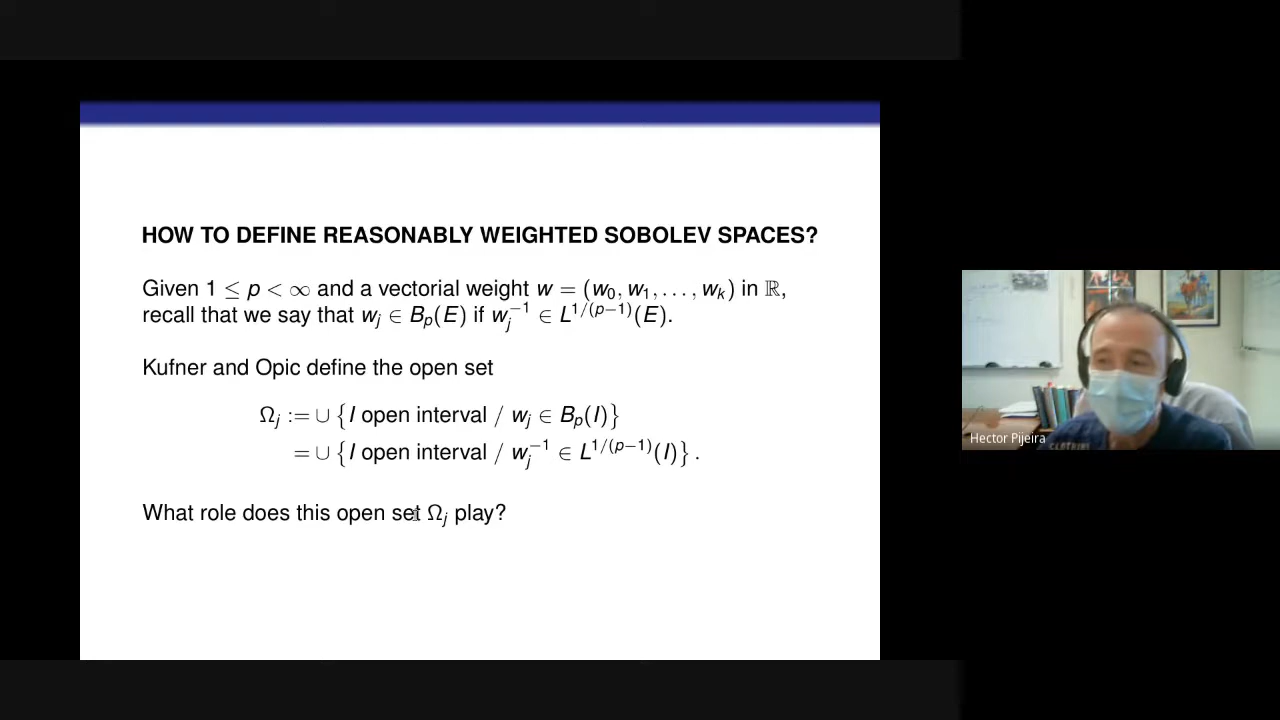 HOW TO DEFINE REASONABLY WEIGHTED SOBOLEV SPACES?
Given 1 ≤ p < ∞ and a vectorial weight w = (w₀, w₁, . . . , wₖ) in ℝ,
recall that we say that wⱼ ∈ Bₚ(E) if wⱼ⁻¹ ∈ L^{1/(p−1)}(E).
Kufner and Opic define the open set
Ωⱼ := ∪ {I open interval / wⱼ ∈ Bₚ(I)}
= ∪ {I open interval / wⱼ⁻¹ ∈ L^{1/(p−1)}(I)} .
What role does this open set Ωⱼ play?
Hector Pijeira
CLOTHING